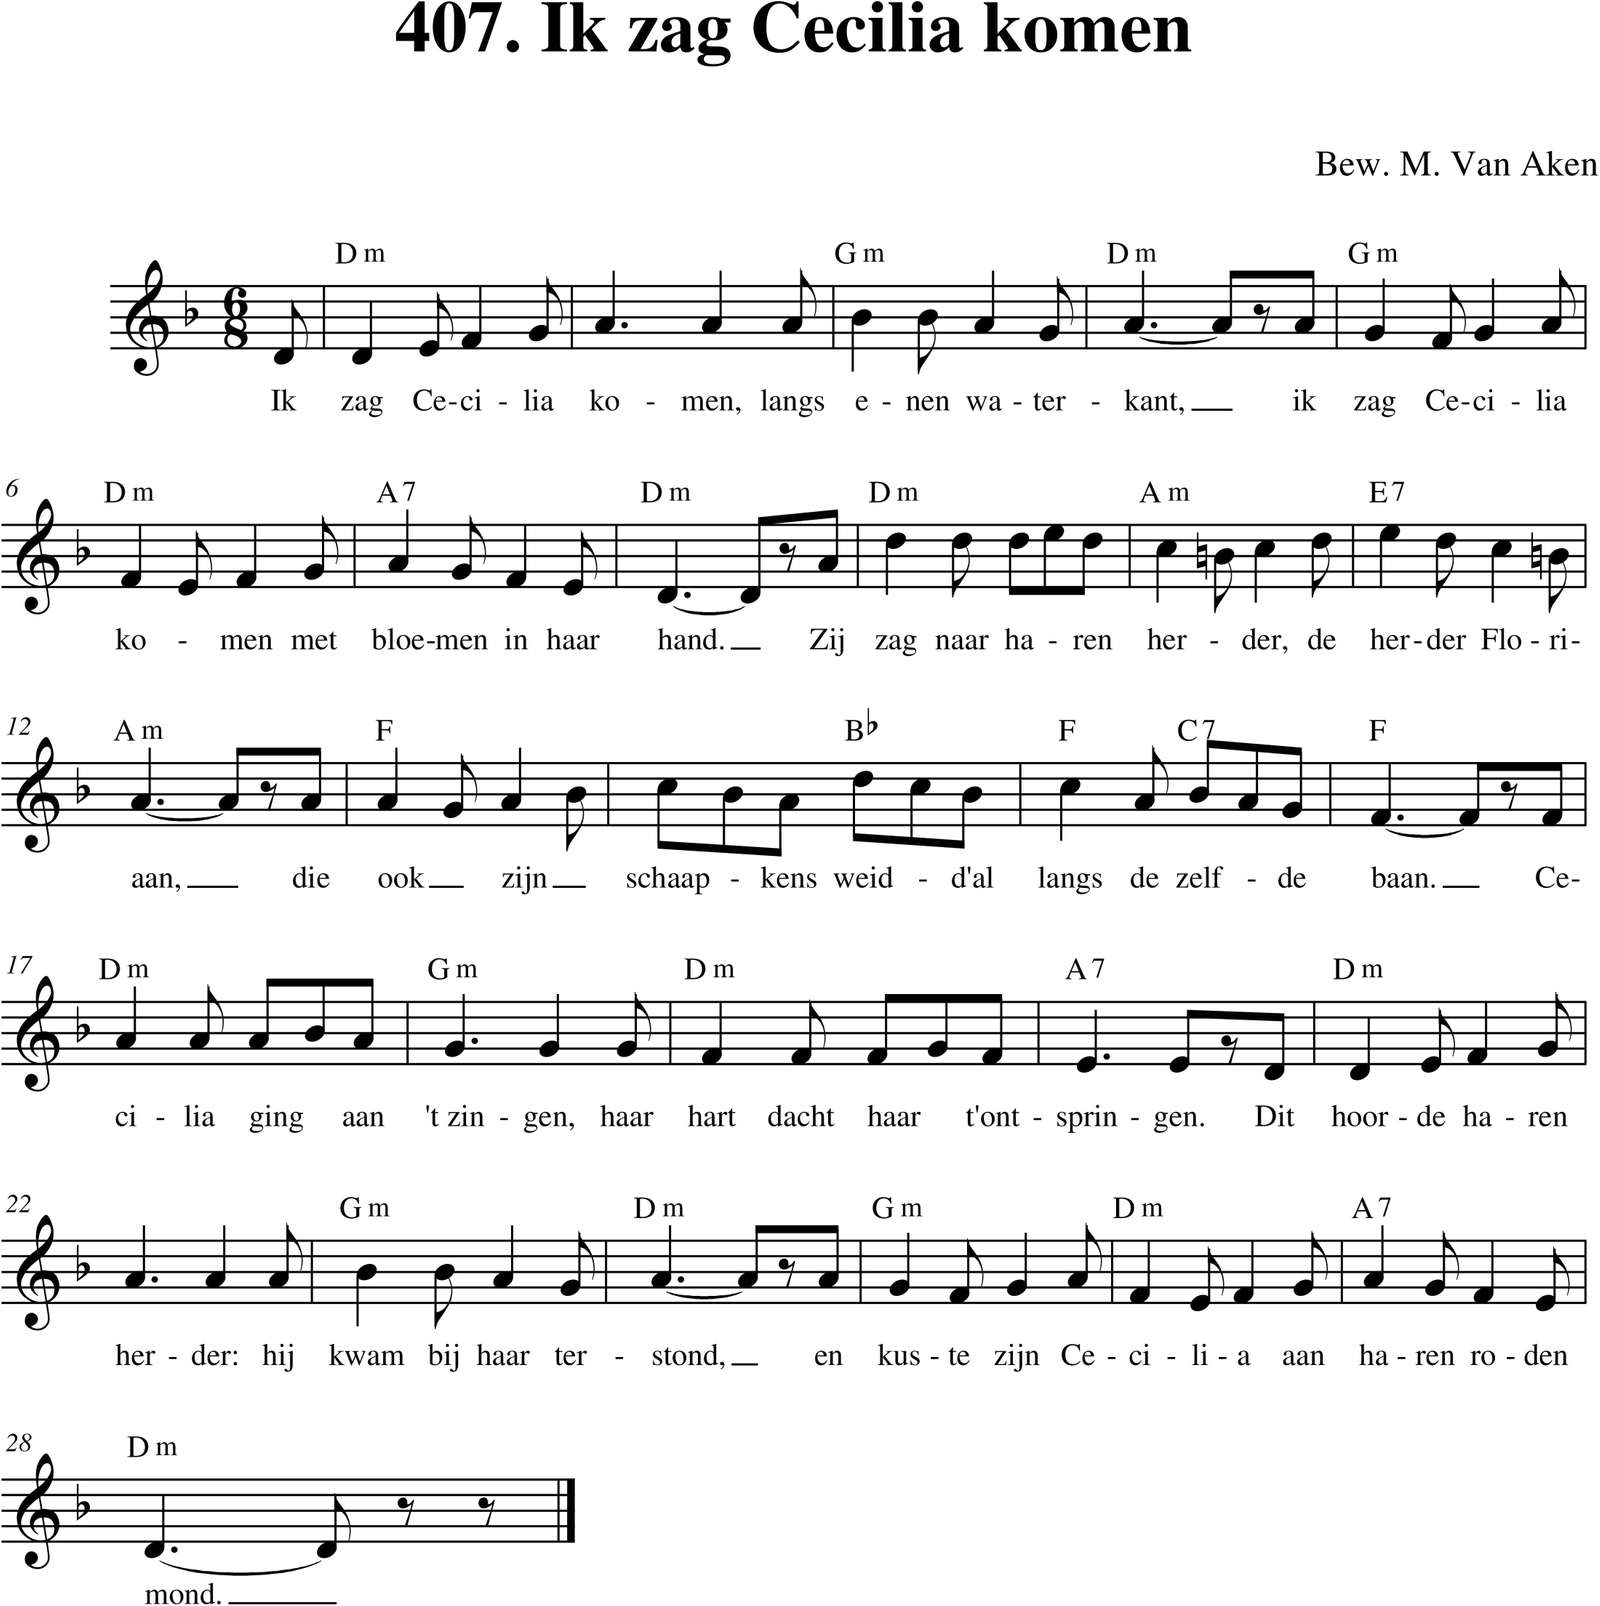 407. Ik zag Cecilia komen
Bew. M. Van Aken
Dm Gm Dm Gm
6
8
Ik zag Ce-ci - lia ko - men, langs e - nen wa - ter - kant, ik zag Ce-ci - lia
6
Dm A7 Dm Dm Am E7
ko - men met bloe-men in haar hand. Zij zag naar ha - ren her - der, de her-der Flo - ri-
12
Am F B♭ F C7 F
aan, die ook zijn schaap - kens weid - d'al langs de zelf - de baan. Ce-
17
Dm Gm Dm A7 Dm
ci - lia ging aan 't zin - gen, haar hart dacht haar t'ont - sprin - gen. Dit hoor - de ha - ren
22
Gm Dm Gm Dm A7
her - der: hij kwam bij haar ter - stond, en kus - te zijn Ce - ci - li - a aan ha - ren ro - den
28
Dm
mond.